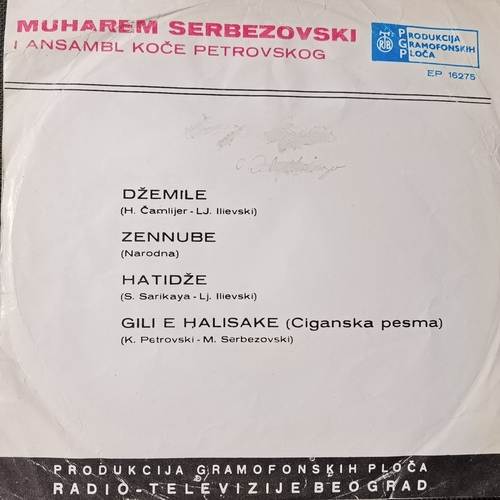 MUHAREM SERBEZOVSKI
I ANSAMBL KOČE PETROVSKOG
RTB
PRODUKCIJA
GRAMOFONSKIH
PLOČA
EP 16275
DŽEMILE
(H. Čamlijer - LJ. Ilievski)
ZENNUBE
(Narodna)
HATIDŽE
(S. Sarikaya - Lj. Ilievski)
GILI E HALISAKE (Ciganska pesma)
(K. Petrovski - M. Serbezovski)
PRODUKCIJA GRAMOFONSKIH PLOČA
RADIO - TELEVIZIJE BEOGRAD